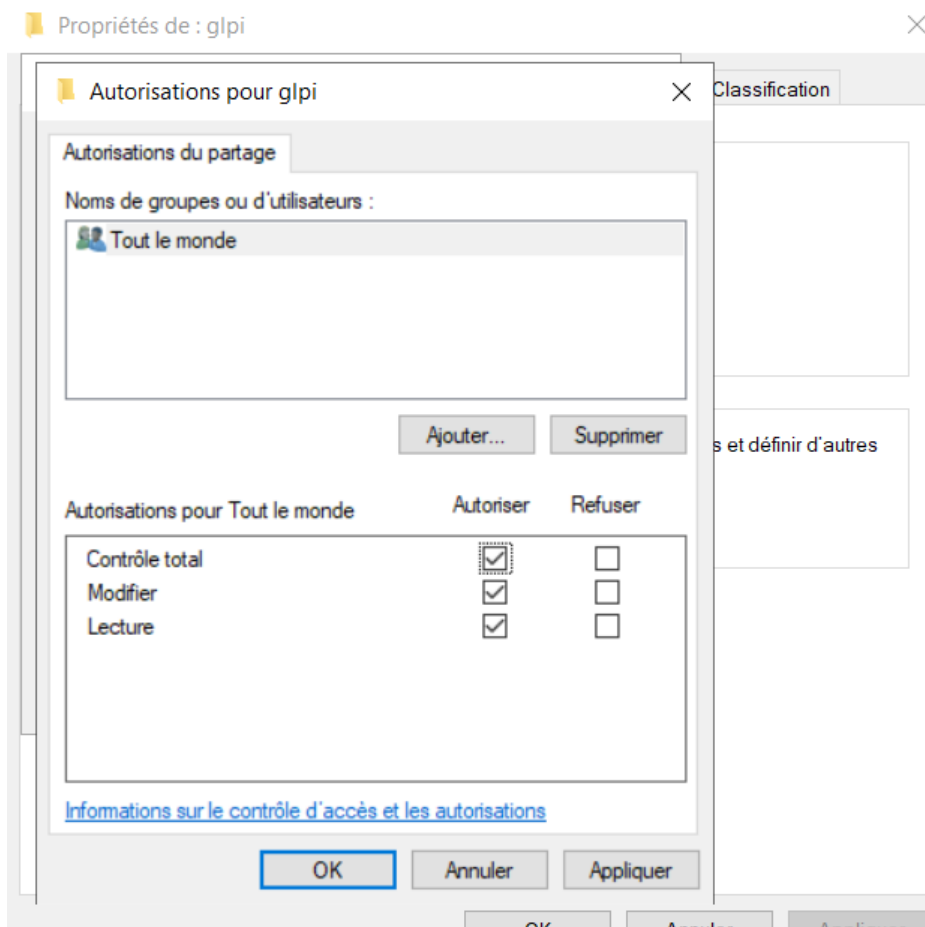 Propriétés de : glpi
Autorisations pour glpi
Classification
Autorisations du partage
Noms de groupes ou d'utilisateurs :
Tout le monde
Ajouter...
Supprimer
s et définir d'autres
Autorisations pour Tout le monde
Autoriser
Refuser
Contrôle total
Modifier
Lecture
Informations sur le contrôle d'accès et les autorisations
OK
Annuler
Appliquer